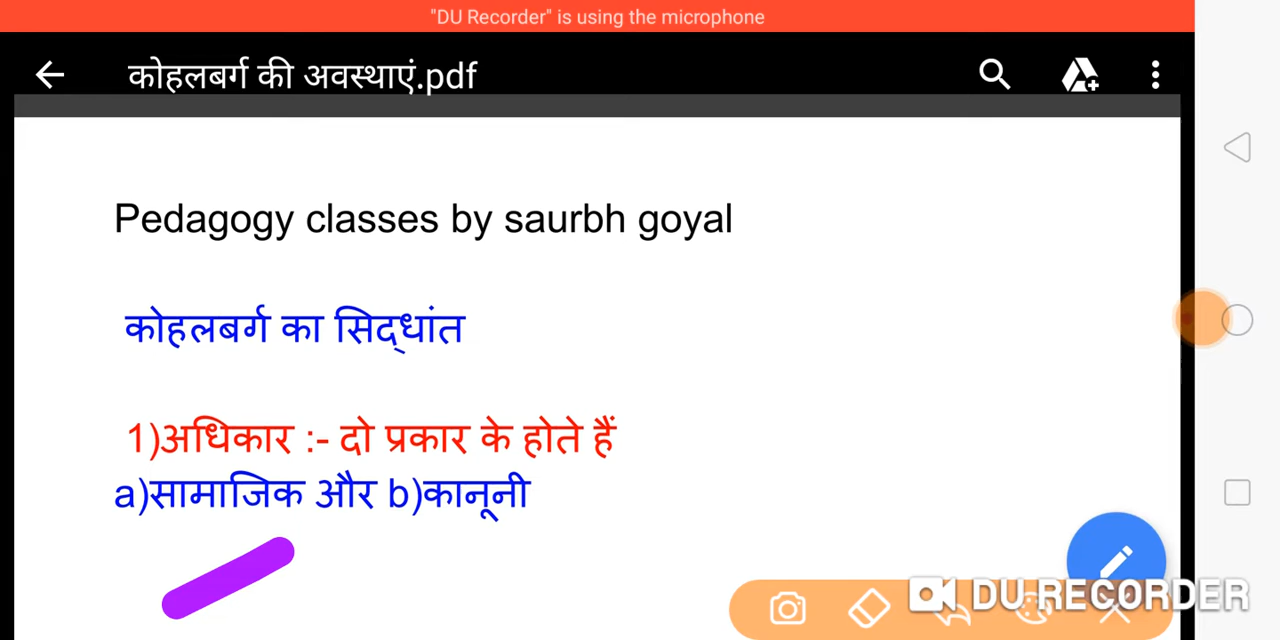 "DU Recorder" is using the microphone
कोहलबर्ग की अवस्थाएं.pdf
Pedagogy classes by saurbh goyal
कोहलबर्ग का सिद्धांत
1)अधिकार :- दो प्रकार के होते हैं
a)सामाजिक और b)कानूनी
DU RECORDER